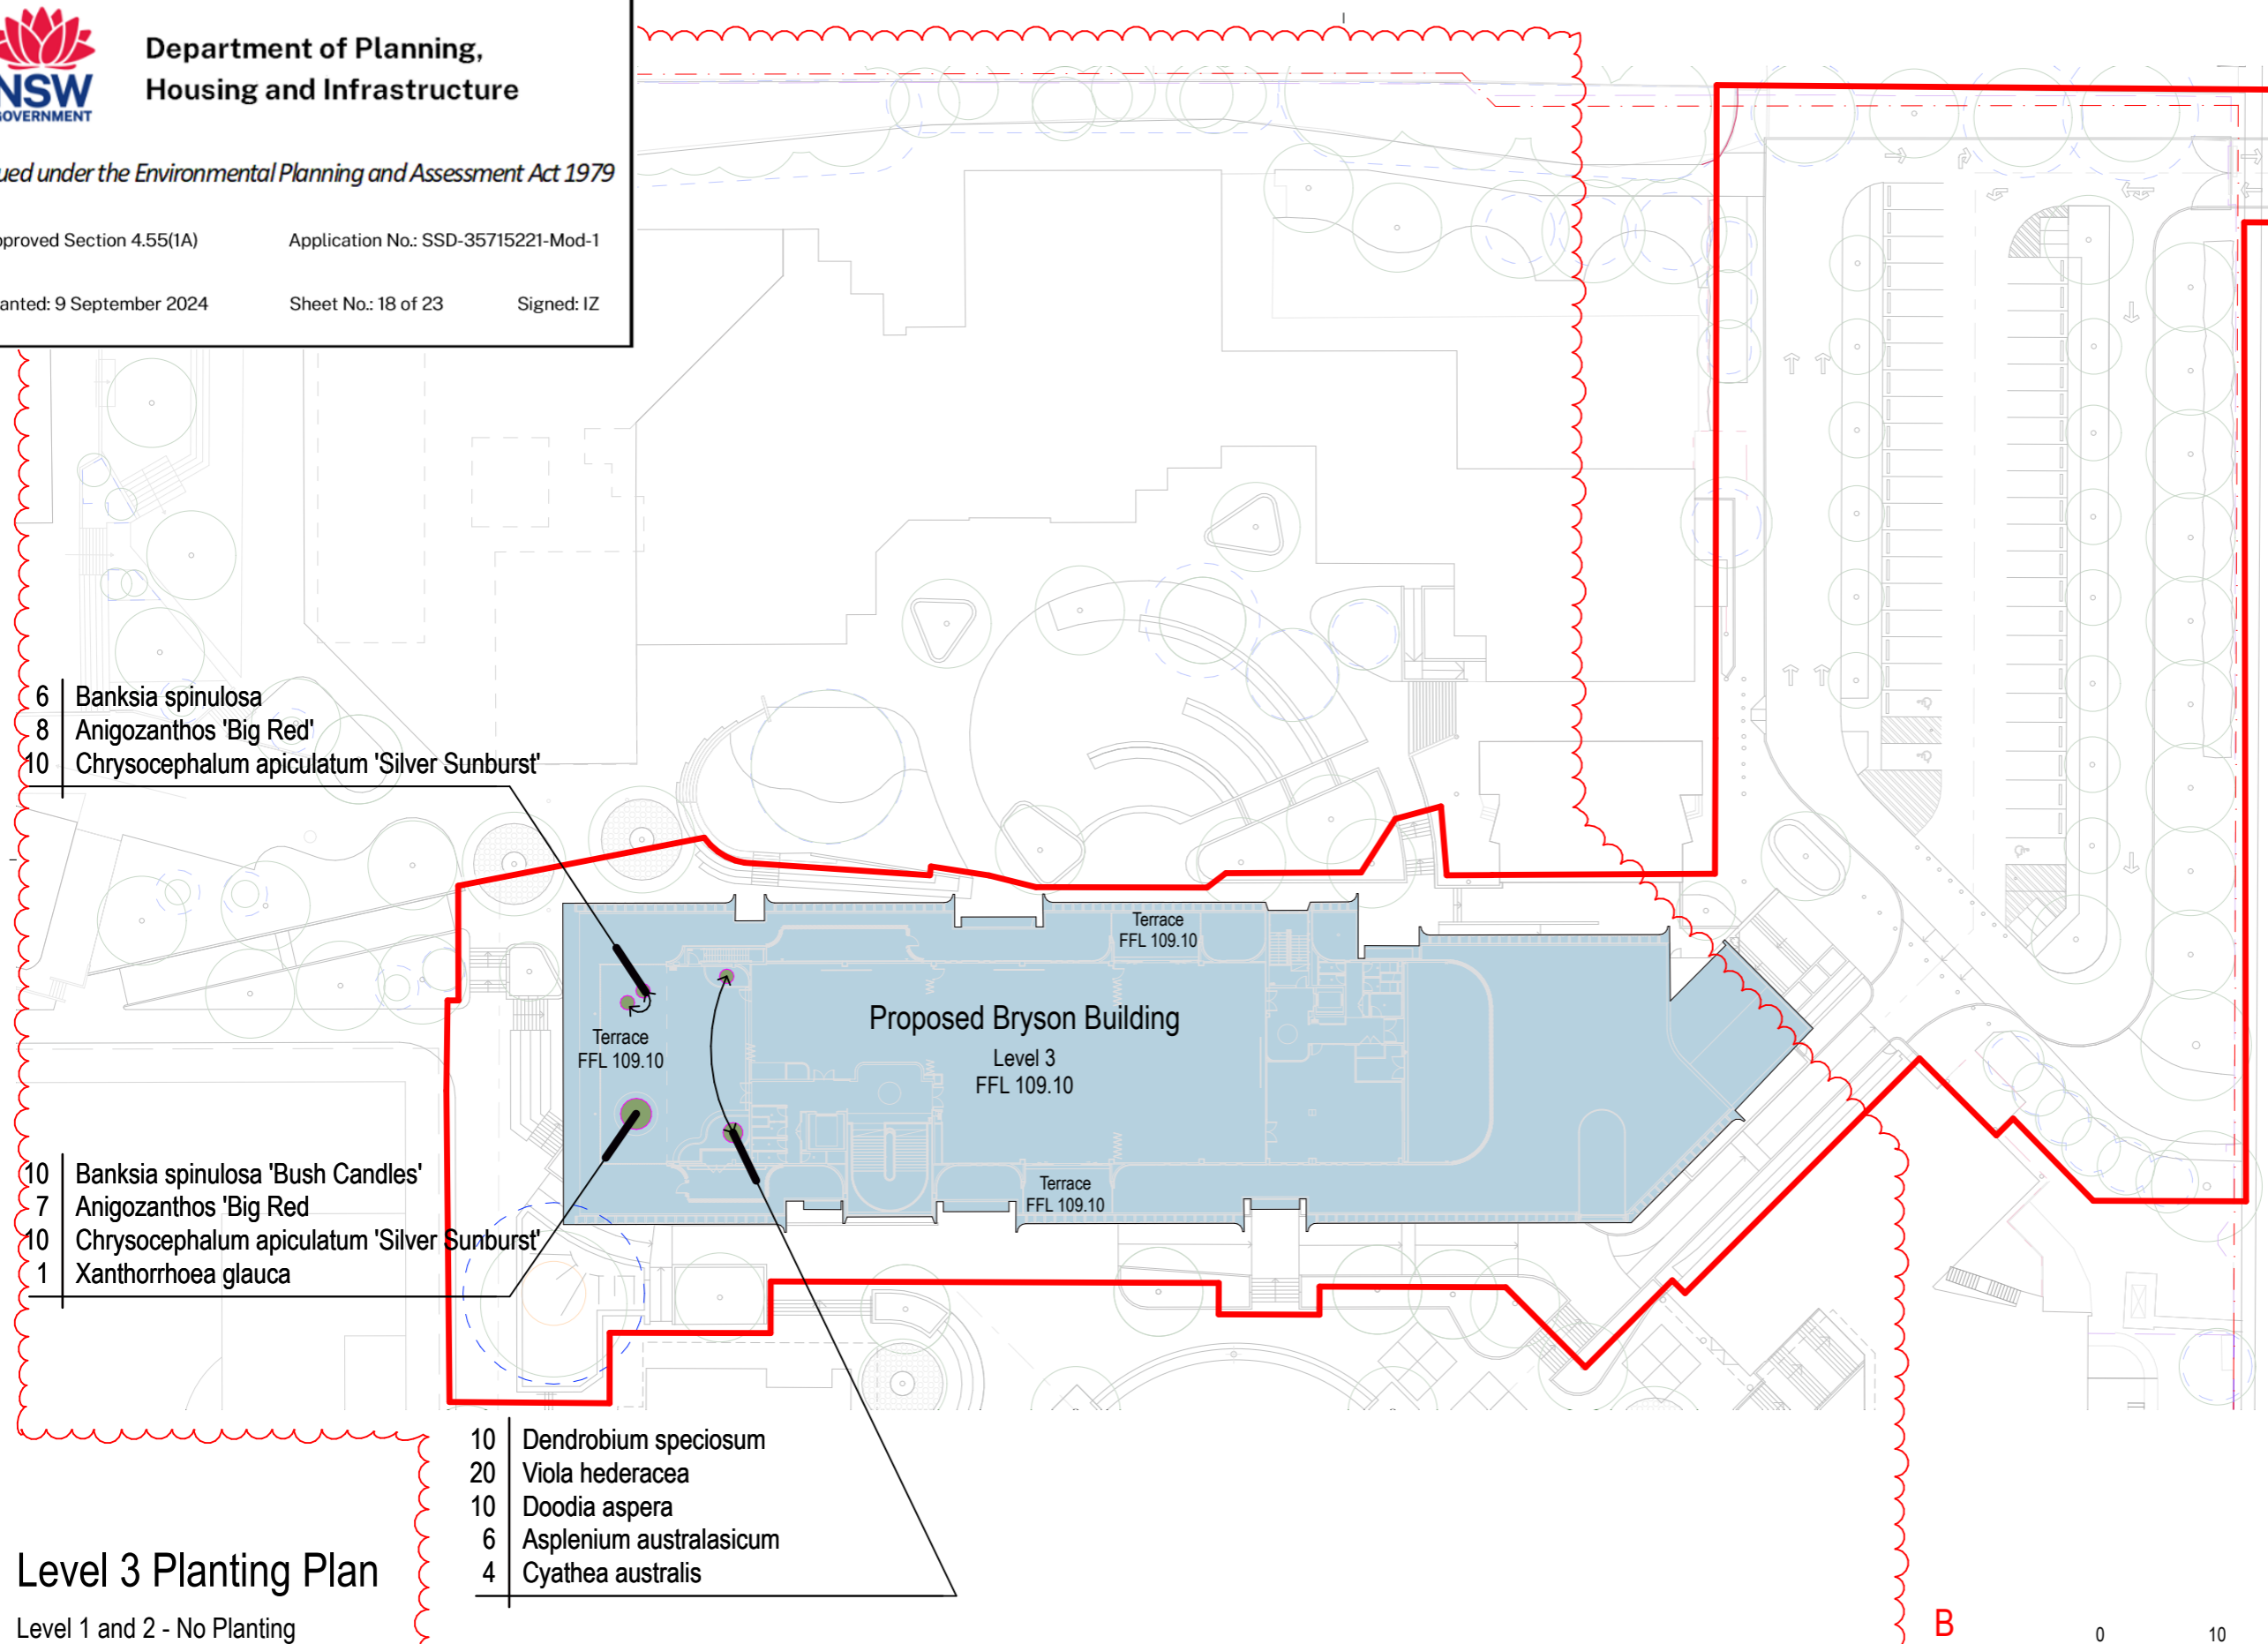 NSW
GOVERNMENT
Department of Planning,
Housing and Infrastructure
ued under the Environmental Planning and Assessment Act 1979
pproved Section 4.55(1A) Application No.: SSD-35715221-Mod-1
anted: 9 September 2024 Sheet No.: 18 of 23 Signed: IZ
6 Banksia spinulosa
8 Anigozanthos 'Big Red'
10 Chrysocephalum apiculatum 'Silver Sunburst'
Terrace
FFL 109.10
Terrace
FFL 109.10
Proposed Bryson Building
Level 3
FFL 109.10
Terrace
FFL 109.10
10 Banksia spinulosa 'Bush Candles'
7 Anigozanthos 'Big Red
10 Chrysocephalum apiculatum 'Silver Sunburst'
1 Xanthorrhoea glauca
10 Dendrobium speciosum
20 Viola hederacea
10 Doodia aspera
6 Asplenium australasicum
4 Cyathea australis
Level 3 Planting Plan
Level 1 and 2 - No Planting
B
0 10